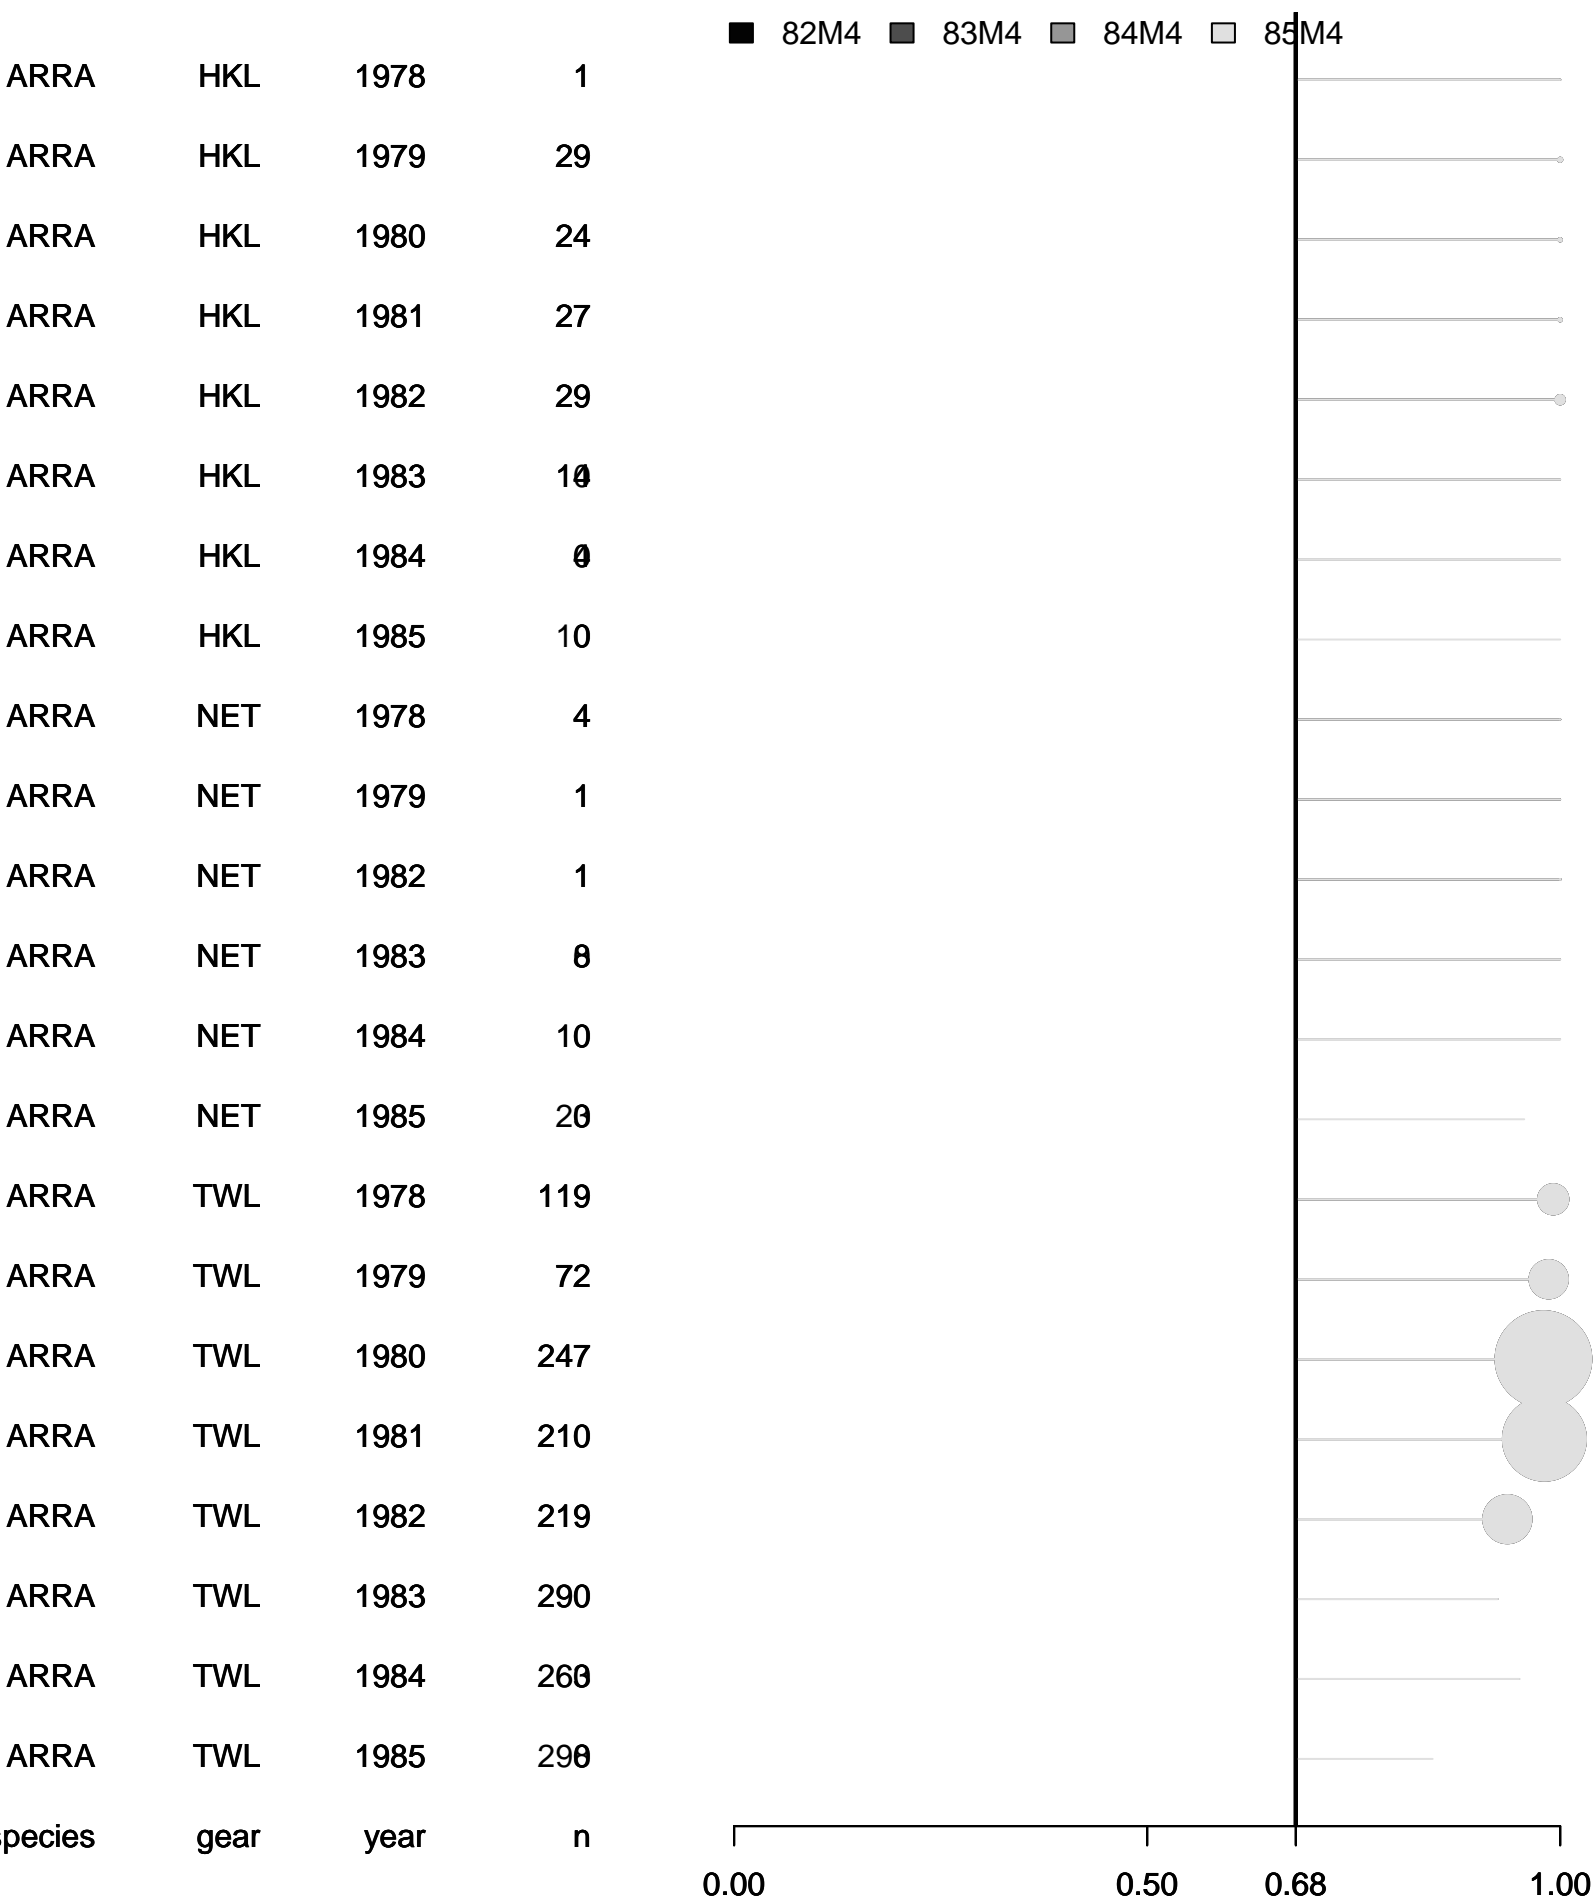 82M4 83M4 84M4 85M4
ARRA HKL 1978 1
ARRA HKL 1979 29
ARRA HKL 1980 24
ARRA HKL 1981 27
ARRA HKL 1982 29
ARRA HKL 1983
ARRA HKL 1984
ARRA HKL 1985 10
ARRA NET 1978 4
ARRA NET 1979 1
ARRA NET 1982 1
ARRA NET 1983
ARRA NET 1984 10
ARRA NET 1985
ARRA TWL 1978 119
ARRA TWL 1979 72
ARRA TWL 1980 247
ARRA TWL 1981 210
ARRA TWL 1982 219
ARRA TWL 1983 290
ARRA TWL 1984
ARRA TWL 1985
species gear year n
0.00 0.50 0.68 1.00